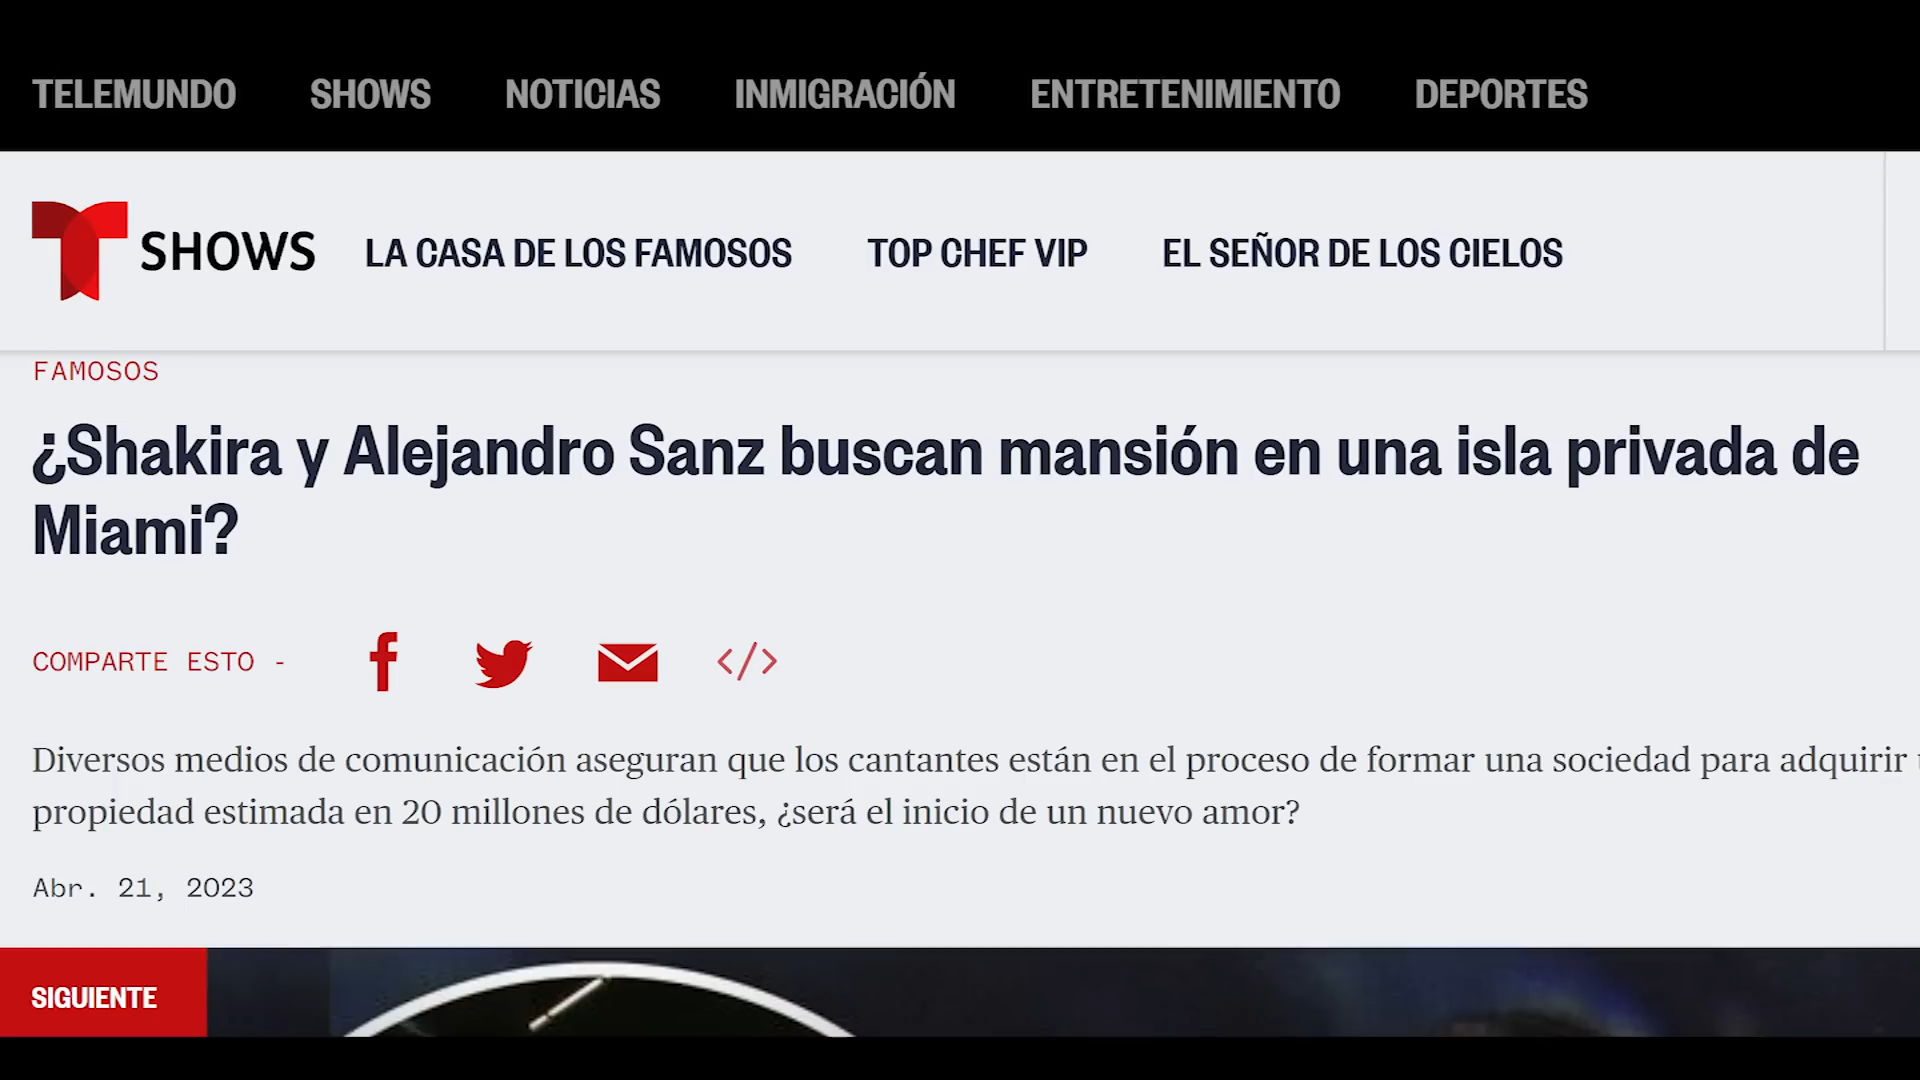 TELEMUNDO SHOWS NOTICIAS INMIGRACIÓN ENTRETENIMIENTO DEPORTES
SHOWS LA CASA DE LOS FAMOSOS TOP CHEF VIP EL SEÑOR DE LOS CIELOS
FAMOSOS
¿Shakira y Alejandro Sanz buscan mansión en una isla privada de
Miami?
COMPARTE ESTO -
Diversos medios de comunicación aseguran que los cantantes están en el proceso de formar una sociedad para adquirir
propiedad estimada en 20 millones de dólares, ¿será el inicio de un nuevo amor?
Abr. 21, 2023
SIGUIENTE